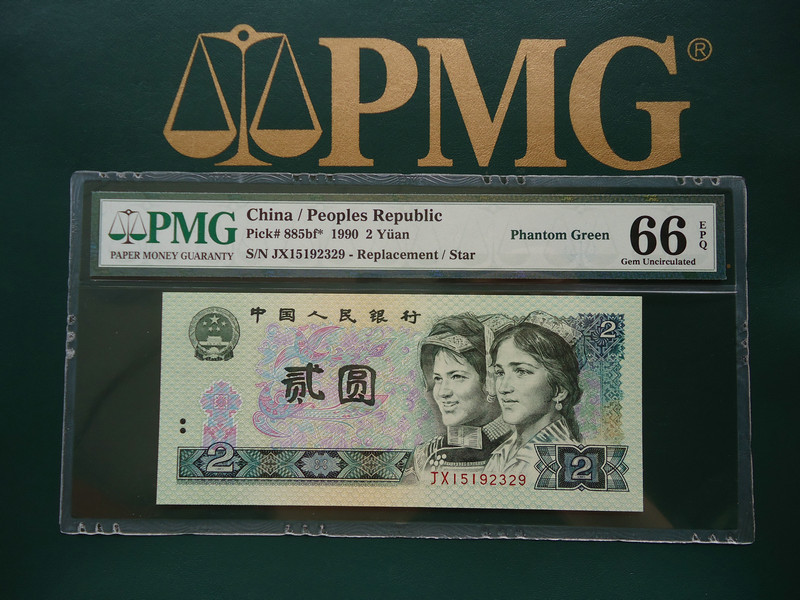 PMG®
PMG
PAPER MONEY GUARANTY
China / Peoples Republic
Pick# 885bf* 1990 2 Yüan
S/N JX15192329 - Replacement / Star
Phantom Green
66 EPQ
Gem Uncirculated
中国人民银行
2
贰圆
2
JX15192329
2